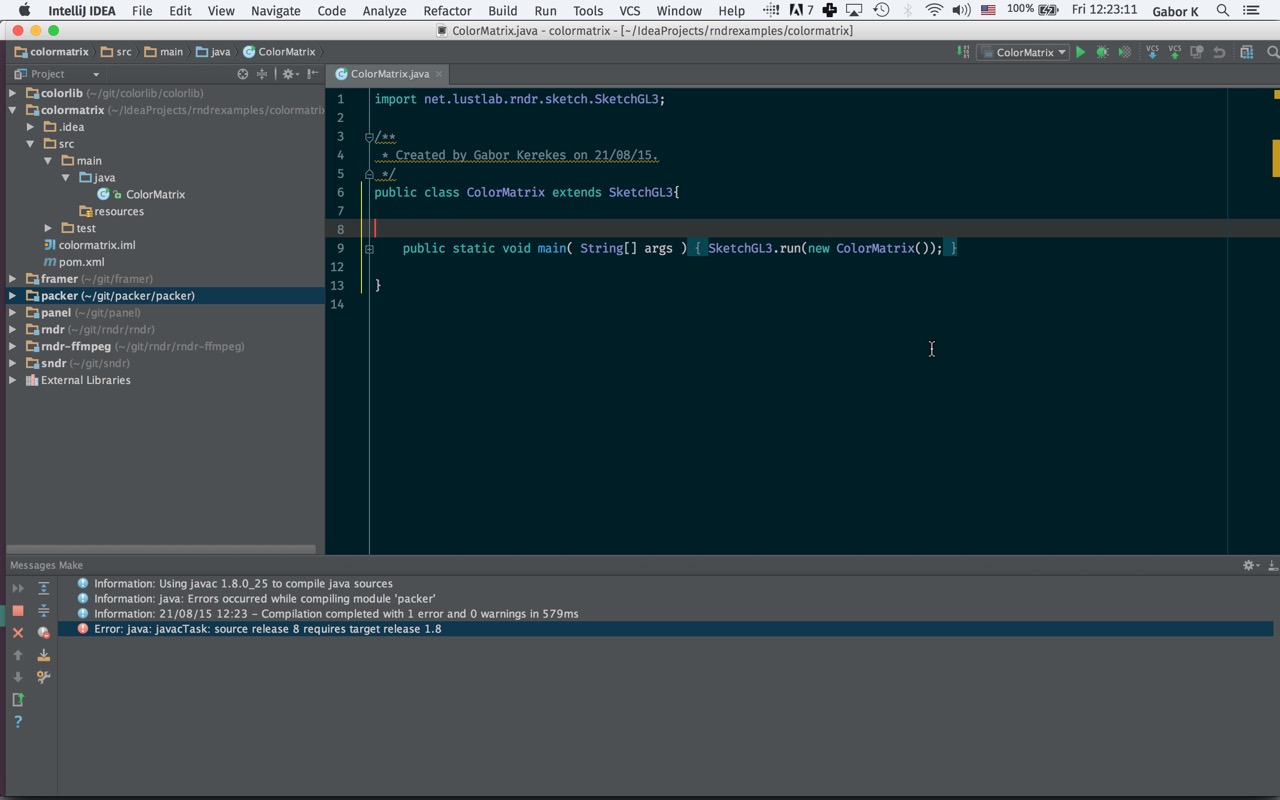 IntelliJ IDEA File Edit View Navigate Code Analyze Refactor Build Run Tools VCS Window Help 7 100% Fri 12:23:11 Gabor K
ColorMatrix.java - colormatrix - [~/IdeaProjects/rndrexamples/colormatrix]
colormatrix src main java ColorMatrix ColorMatrix VCS VCS
Project ColorMatrix.java
colorlib (~/git/colorlib/colorlib)
colormatrix (~/IdeaProjects/rndrexamples/colormatri
.idea
src
main
java
ColorMatrix
resources
test
colormatrix.iml
pom.xml
framer (~/git/framer)
packer (~/git/packer/packer)
panel (~/git/panel)
rndr (~/git/rndr/rndr)
rndr-ffmpeg (~/git/rndr/rndr-ffmpeg)
sndr (~/git/sndr)
External Libraries
1 import net.lustlab.rndr.sketch.SketchGL3;
2
3 /**
4 * Created by Gabor Kerekes on 21/08/15.
5 */
6 public class ColorMatrix extends SketchGL3{
7
8
9 public static void main( String[] args ) { SketchGL3.run(new ColorMatrix()); }
12
13 }
14
Messages Make
Information: Using javac 1.8.0_25 to compile java sources
Information: java: Errors occurred while compiling module 'packer'
Information: 21/08/15 12:23 – Compilation completed with 1 error and 0 warnings in 579ms
Error: java: javacTask: source release 8 requires target release 1.8